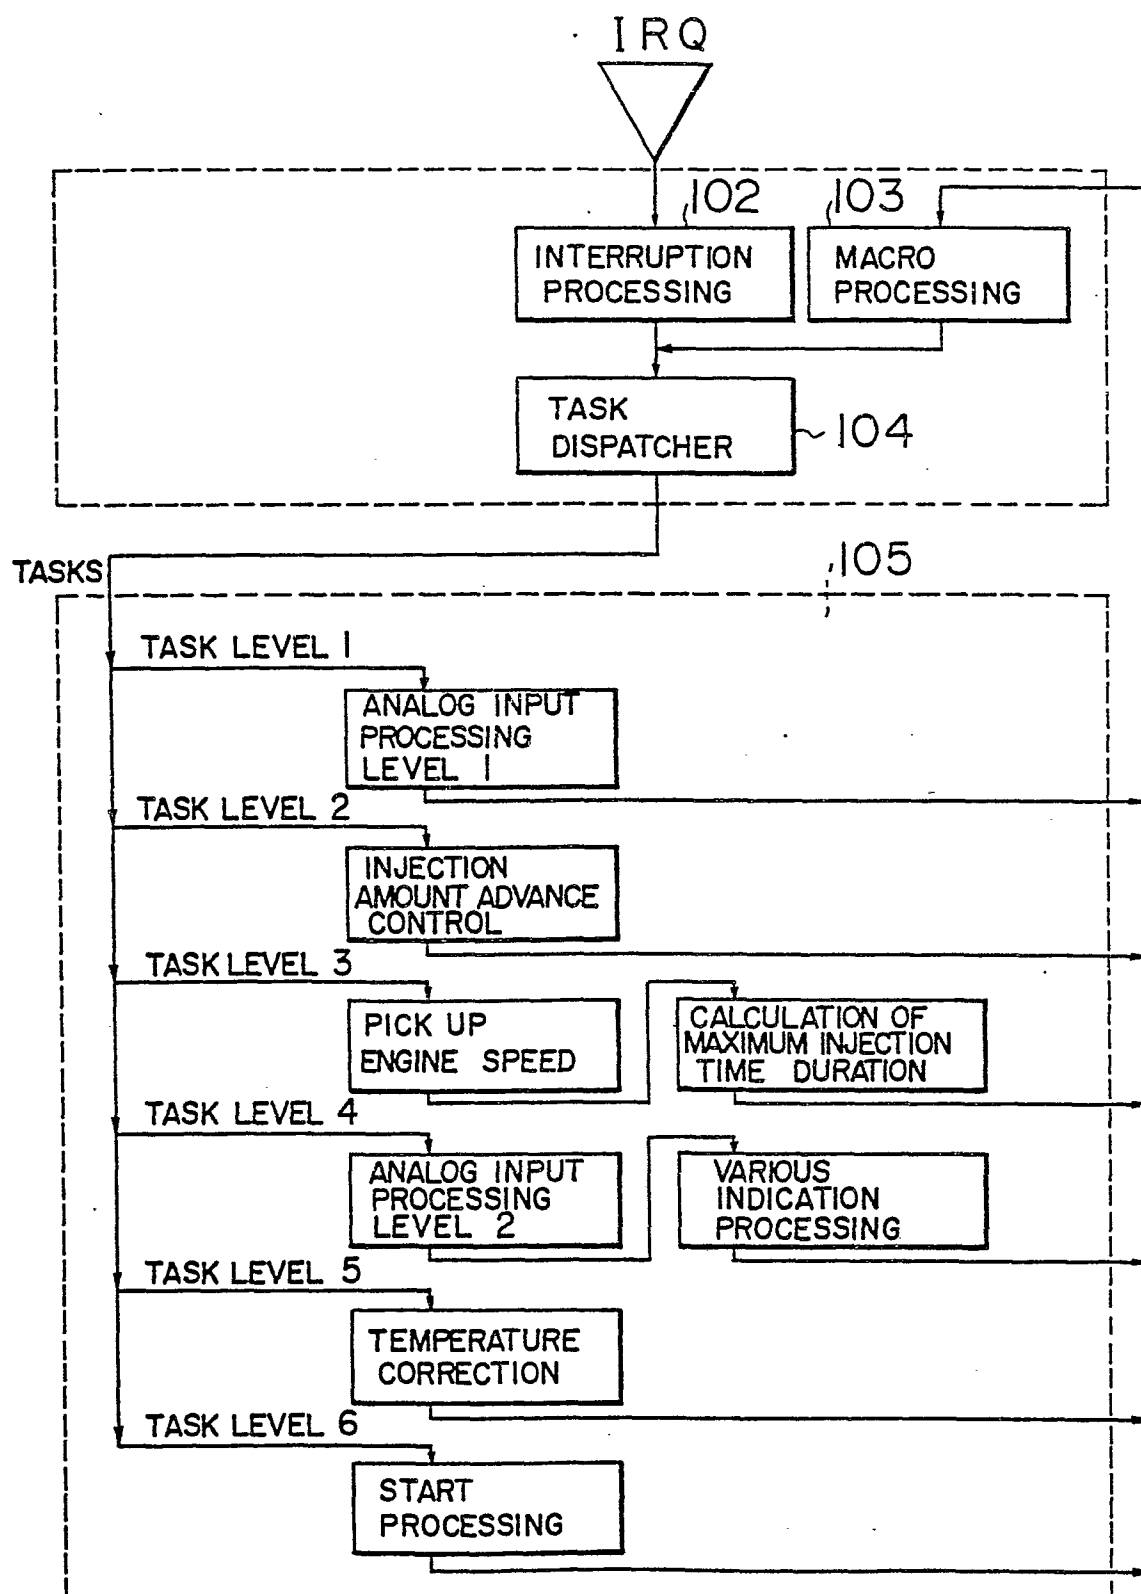 IRQ
102
103
INTERRUPTION
PROCESSING
MACRO
PROCESSING
TASK
DISPATCHER
104
TASKS
105
TASK LEVEL 1
ANALOG INPUT
PROCESSING
LEVEL 1
TASK LEVEL 2
INJECTION
AMOUNT ADVANCE
CONTROL
TASK LEVEL 3
PICK UP
ENGINE SPEED
CALCULATION OF
MAXIMUM INJECTION
TIME DURATION
TASK LEVEL 4
ANALOG INPUT
PROCESSING
LEVEL 2
VARIOUS
INDICATION
PROCESSING
TASK LEVEL 5
TEMPERATURE
CORRECTION
TASK LEVEL 6
START
PROCESSING